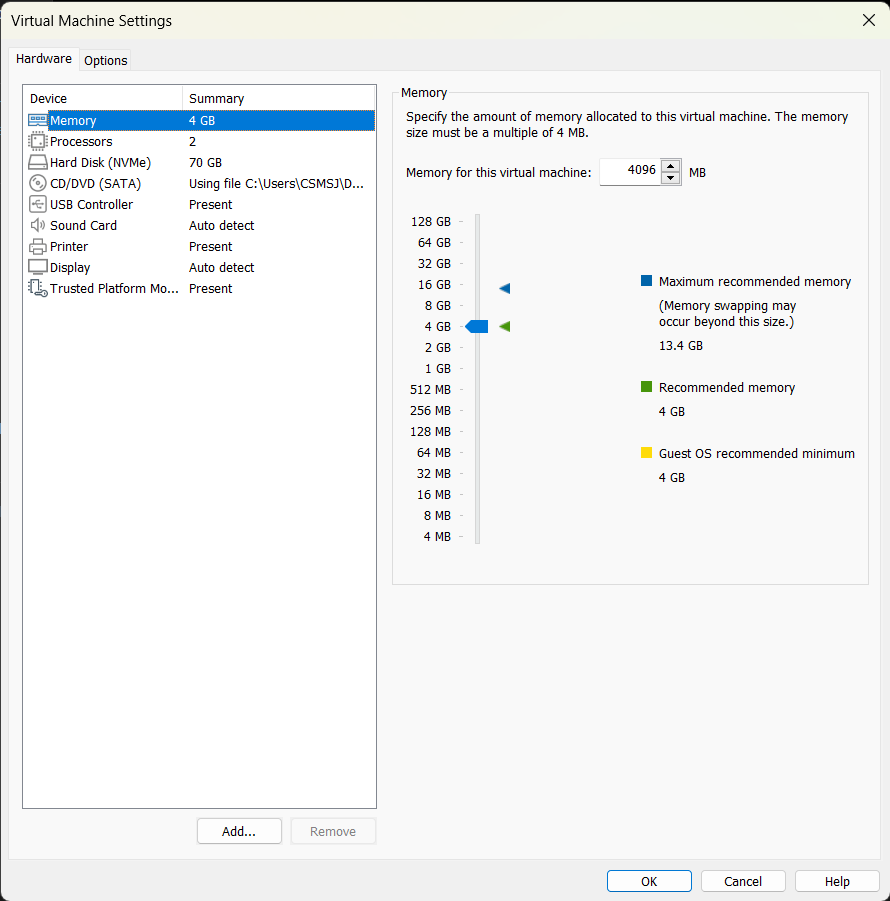 Virtual Machine Settings
Hardware
Options
Device Summary
Memory 4 GB
Processors 2
Hard Disk (NVMe) 70 GB
CD/DVD (SATA) Using file C:\Users\CSMSJ\D...
USB Controller Present
Sound Card Auto detect
Printer Present
Display Auto detect
Trusted Platform Mo... Present
Add...
Remove
Memory
Specify the amount of memory allocated to this virtual machine. The memory
size must be a multiple of 4 MB.
Memory for this virtual machine: 4096 MB
128 GB
64 GB
32 GB
16 GB
8 GB
4 GB
2 GB
1 GB
512 MB
256 MB
128 MB
64 MB
32 MB
16 MB
8 MB
4 MB
Maximum recommended memory
(Memory swapping may
occur beyond this size.)
13.4 GB
Recommended memory
4 GB
Guest OS recommended minimum
4 GB
OK
Cancel
Help